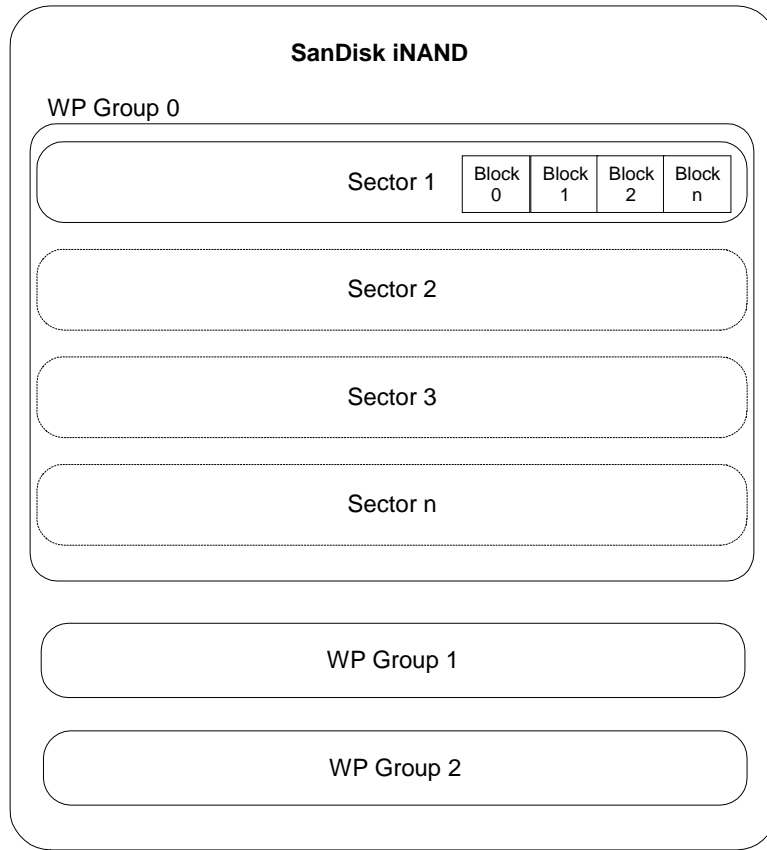 SanDisk iNAND
WP Group 0
Sector 1
Block
0
Block
1
Block
2
Block
n
Sector 2
Sector 3
Sector n
WP Group 1
WP Group 2